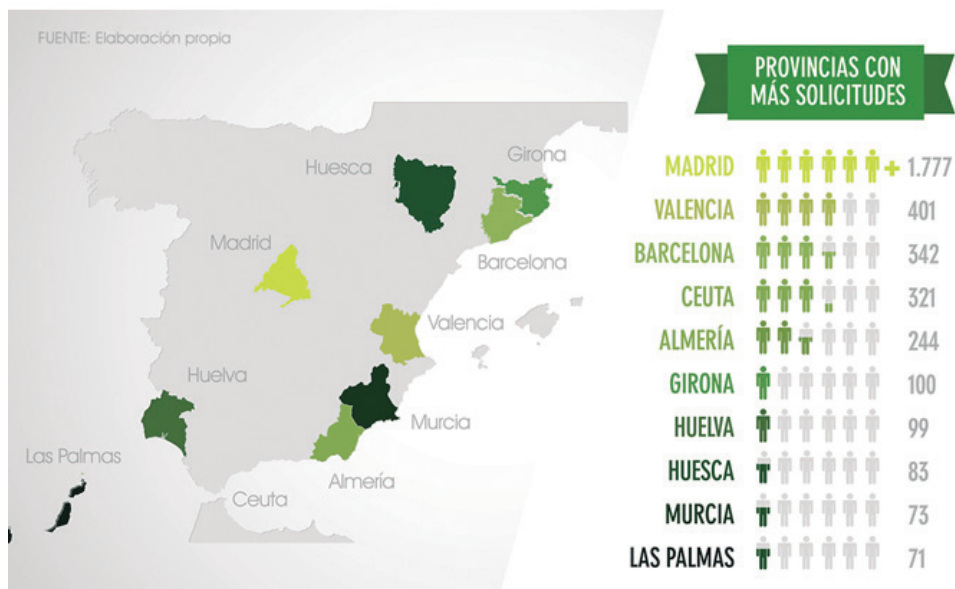 FUENTE: Elaboración propia
PROVINCIAS CON
MÁS SOLICITUDES
Huesca
Girona
Madrid
Barcelona
Valencia
Huelva
Murcia
Las Palmas
Almería
Ceuta
MADRID + 1.777
VALENCIA 401
BARCELONA 342
CEUTA 321
ALMERÍA 244
GIRONA 100
HUELVA 99
HUESCA 83
MURCIA 73
LAS PALMAS 71